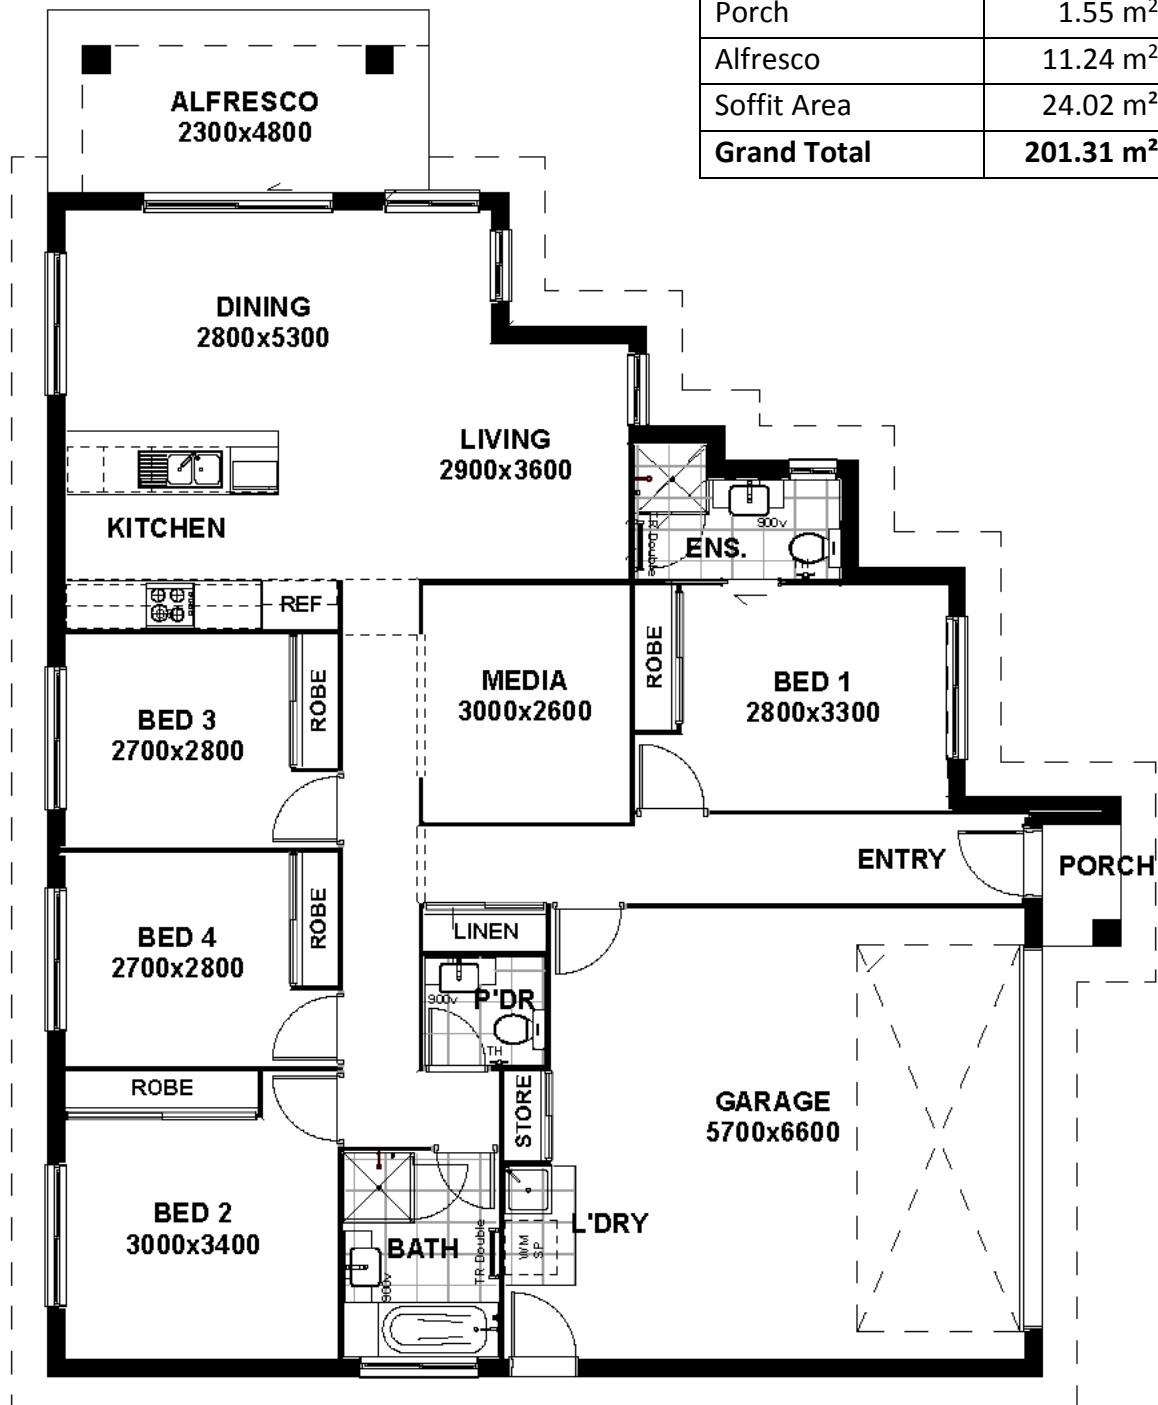 Porch 1.55 m²
Alfresco 11.24 m²
Soffit Area 24.02 m²
Grand Total 201.31 m²
ALFRESCO
2300x4800
DINING
2800x5300
LIVING
2900x3600
KITCHEN
REF
900v
TR Double
ENS.
TH
ROBE
BED 1
2800x3300
MEDIA
3000x2600
BED 3
2700x2800
ROBE
ENTRY
PORCH
BED 4
2700x2800
ROBE
LINEN
900v
P'DR
TH
ROBE
STORE
GARAGE
5700x6600
BED 2
3000x3400
BATH
TR Double
900v
L'DRY
WM
SP